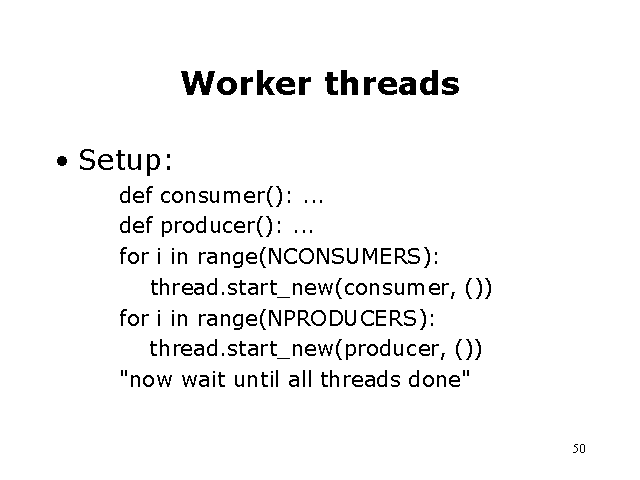 Worker threads
• Setup:
def consumer(): ...
def producer(): ...
for i in range(NCONSUMERS):
thread.start_new(consumer, ())
for i in range(NPRODUCERS):
thread.start_new(producer, ())
"now wait until all threads done"
50